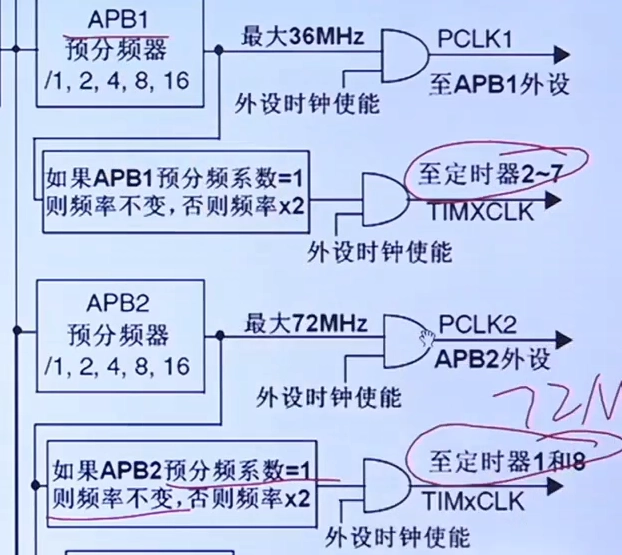 APB1
预分频器
/1, 2, 4, 8, 16
最大36MHz
PCLK1
外设时钟使能
至APB1外设
如果APB1预分频系数=1
则频率不变，否则频率x2
至定时器2~7
TIMXCLK
外设时钟使能
APB2
预分频器
/1, 2, 4, 8, 16
最大72MHz
PCLK2
外设时钟使能
APB2外设
如果APB2预分频系数=1
则频率不变，否则频率x2
至定时器1和8
TIMxCLK
外设时钟使能